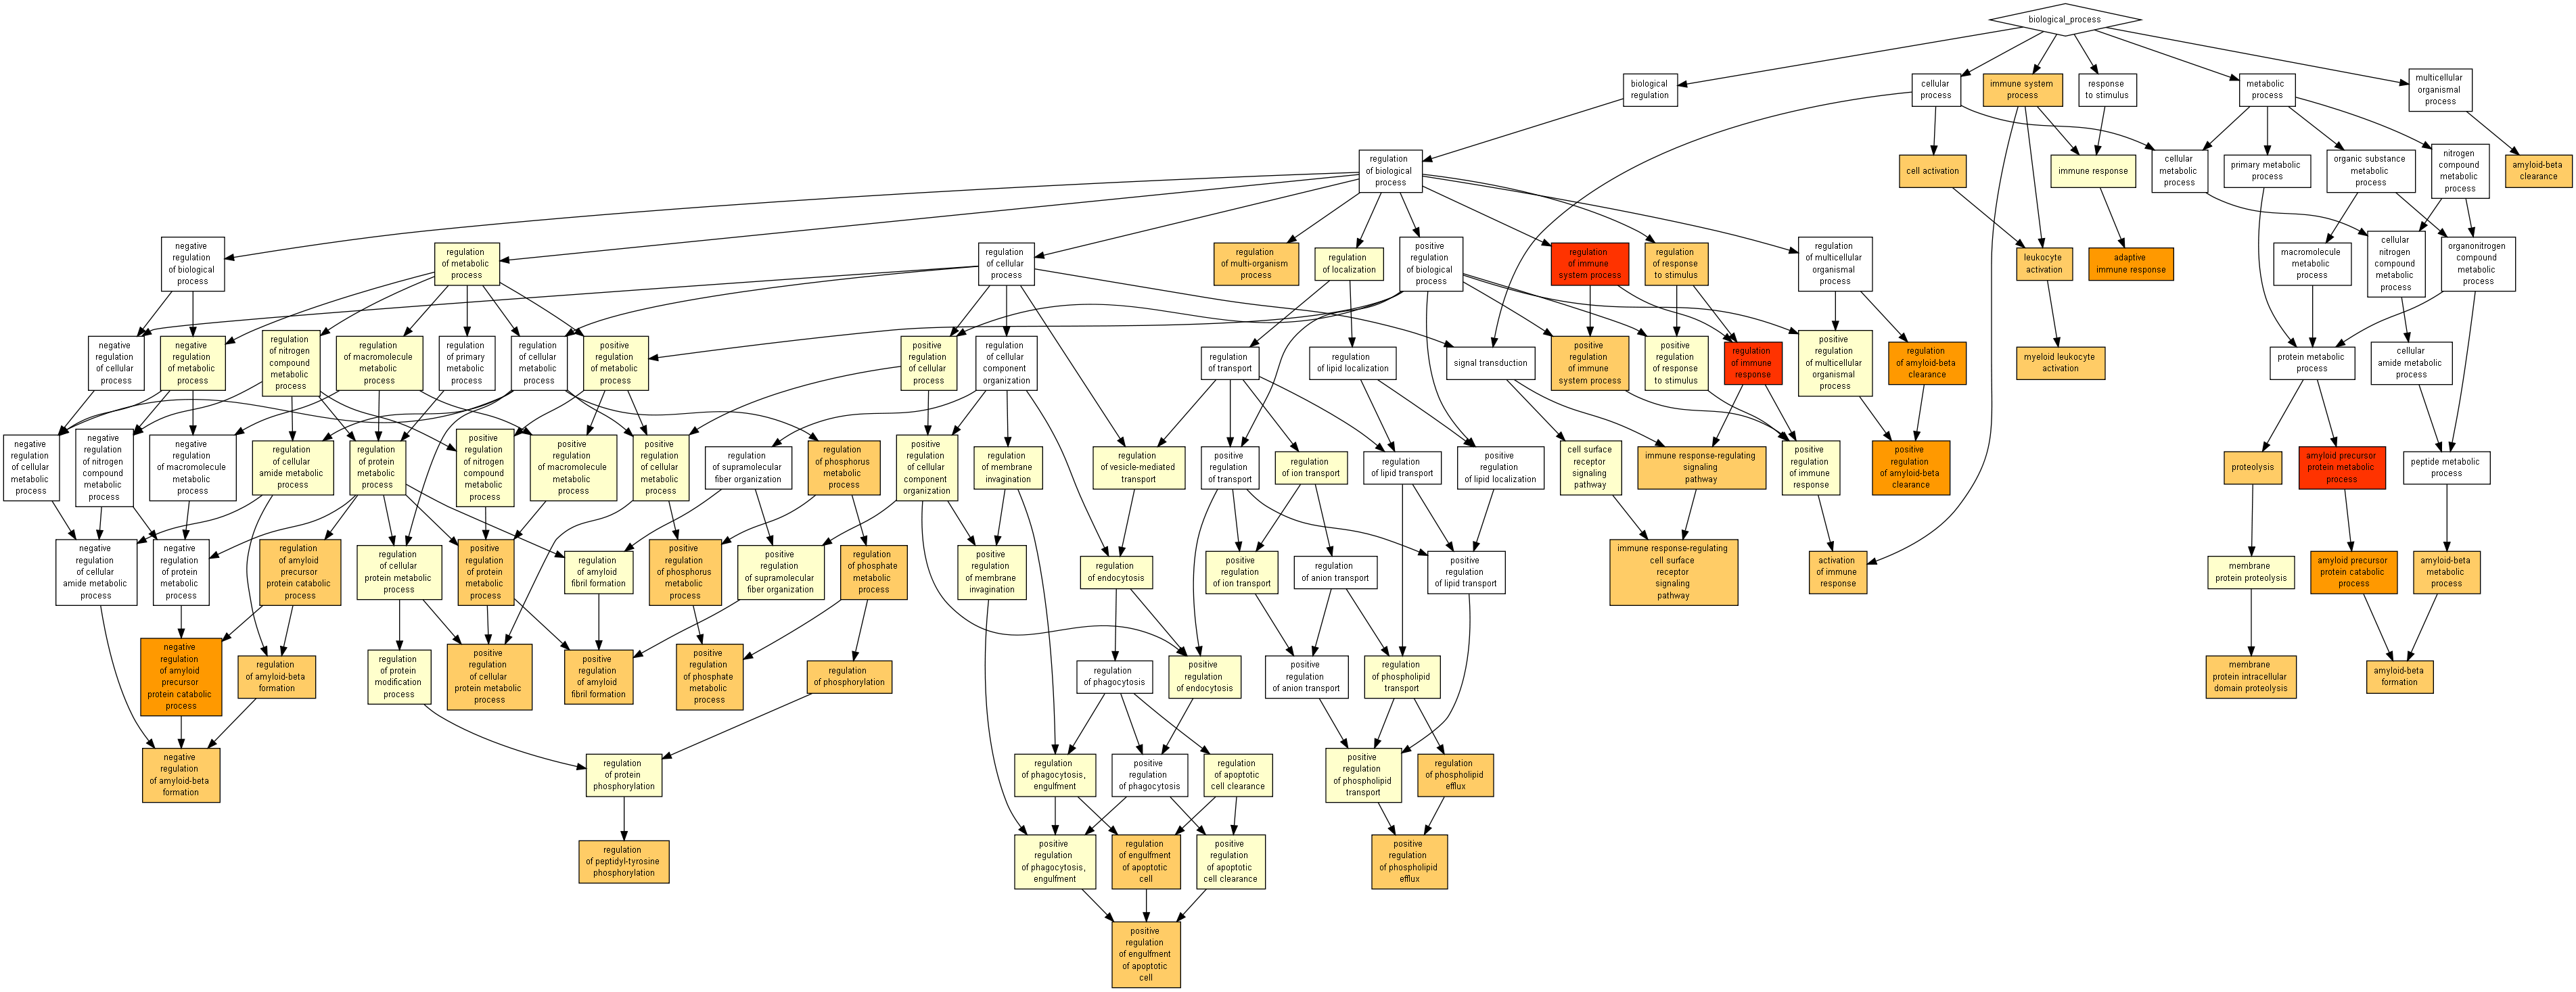 biological_process
biological
regulation
cellular
process
immune system
process
response
to stimulus
metabolic
process
multicellular
organismal
process
regulation
of biological
process
cell activation
immune response
cellular
metabolic
process
primary metabolic
process
organic substance
metabolic
process
nitrogen
compound
metabolic
process
amyloid-beta
clearance
negative
regulation
of biological
process
regulation
of metabolic
process
regulation
of cellular
process
regulation
of multi-organism
process
regulation
of localization
positive
regulation
of biological
process
regulation
of immune
system process
regulation
of response
to stimulus
regulation
of multicellular
organismal
process
leukocyte
activation
adaptive
immune response
macromolecule
metabolic
process
cellular
nitrogen
compound
metabolic
process
organonitrogen
compound
metabolic
process
negative
regulation
of cellular
process
negative
regulation
of metabolic
process
regulation
of nitrogen
compound
metabolic
process
regulation
of macromolecule
metabolic
process
regulation
of primary
metabolic
process
regulation
of cellular
metabolic
process
positive
regulation
of metabolic
process
positive
regulation
of cellular
process
regulation
of cellular
component
organization
regulation
of transport
regulation
of lipid localization
signal transduction
positive
regulation
of immune
system process
positive
regulation
of response
to stimulus
regulation
of immune
response
positive
regulation
of multicellular
organismal
process
regulation
of amyloid-beta
clearance
myeloid leukocyte
activation
protein metabolic
process
cellular
amide metabolic
process
negative
regulation
of cellular
metabolic
process
negative
regulation
of nitrogen
compound
metabolic
process
negative
regulation
of macromolecule
metabolic
process
regulation
of cellular
amide metabolic
process
regulation
of protein
metabolic
process
positive
regulation
of nitrogen
compound
metabolic
process
positive
regulation
of macromolecule
metabolic
process
positive
regulation
of cellular
metabolic
process
regulation
of supramolecular
fiber organization
regulation
of phosphorus
metabolic
process
positive
regulation
of cellular
component
organization
regulation
of membrane
invagination
regulation
of vesicle-mediated
transport
positive
regulation
of transport
regulation
of ion transport
regulation
of lipid transport
positive
regulation
of lipid localization
cell surface
receptor
signaling
pathway
immune response-regulating
signaling
pathway
positive
regulation
of immune
response
positive
regulation
of amyloid-beta
clearance
proteolysis
amyloid precursor
protein metabolic
process
peptide metabolic
process
negative
regulation
of cellular
amide metabolic
process
negative
regulation
of protein
metabolic
process
regulation
of amyloid
precursor
protein catabolic
process
regulation
of cellular
protein metabolic
process
positive
regulation
of protein
metabolic
process
regulation
of amyloid
fibril formation
positive
regulation
of phosphorus
metabolic
process
positive
regulation
of supramolecular
fiber organization
regulation
of phosphate
metabolic
process
positive
regulation
of membrane
invagination
regulation
of endocytosis
positive
regulation
of ion transport
regulation
of anion transport
positive
regulation
of lipid transport
immune response-regulating
cell surface
receptor
signaling
pathway
activation
of immune
response
membrane
protein proteolysis
amyloid precursor
protein catabolic
process
amyloid-beta
metabolic
process
negative
regulation
of amyloid
precursor
protein catabolic
process
regulation
of amyloid-beta
formation
regulation
of protein
modification
process
positive
regulation
of cellular
protein metabolic
process
positive
regulation
of amyloid
fibril formation
positive
regulation
of phosphate
metabolic
process
regulation
of phosphorylation
regulation
of phagocytosis
positive
regulation
of endocytosis
positive
regulation
of anion transport
regulation
of phospholipid
transport
membrane
protein intracellular
domain proteolysis
amyloid-beta
formation
negative
regulation
of amyloid-beta
formation
regulation
of protein
phosphorylation
regulation
of phagocytosis,
engulfment
positive
regulation
of phagocytosis
regulation
of apoptotic
cell clearance
positive
regulation
of phospholipid
transport
regulation
of phospholipid
efflux
regulation
of peptidyl-tyrosine
phosphorylation
positive
regulation
of phagocytosis,
engulfment
regulation
of engulfment
of apoptotic
cell
positive
regulation
of apoptotic
cell clearance
positive
regulation
of phospholipid
efflux
positive
regulation
of engulfment
of apoptotic
cell